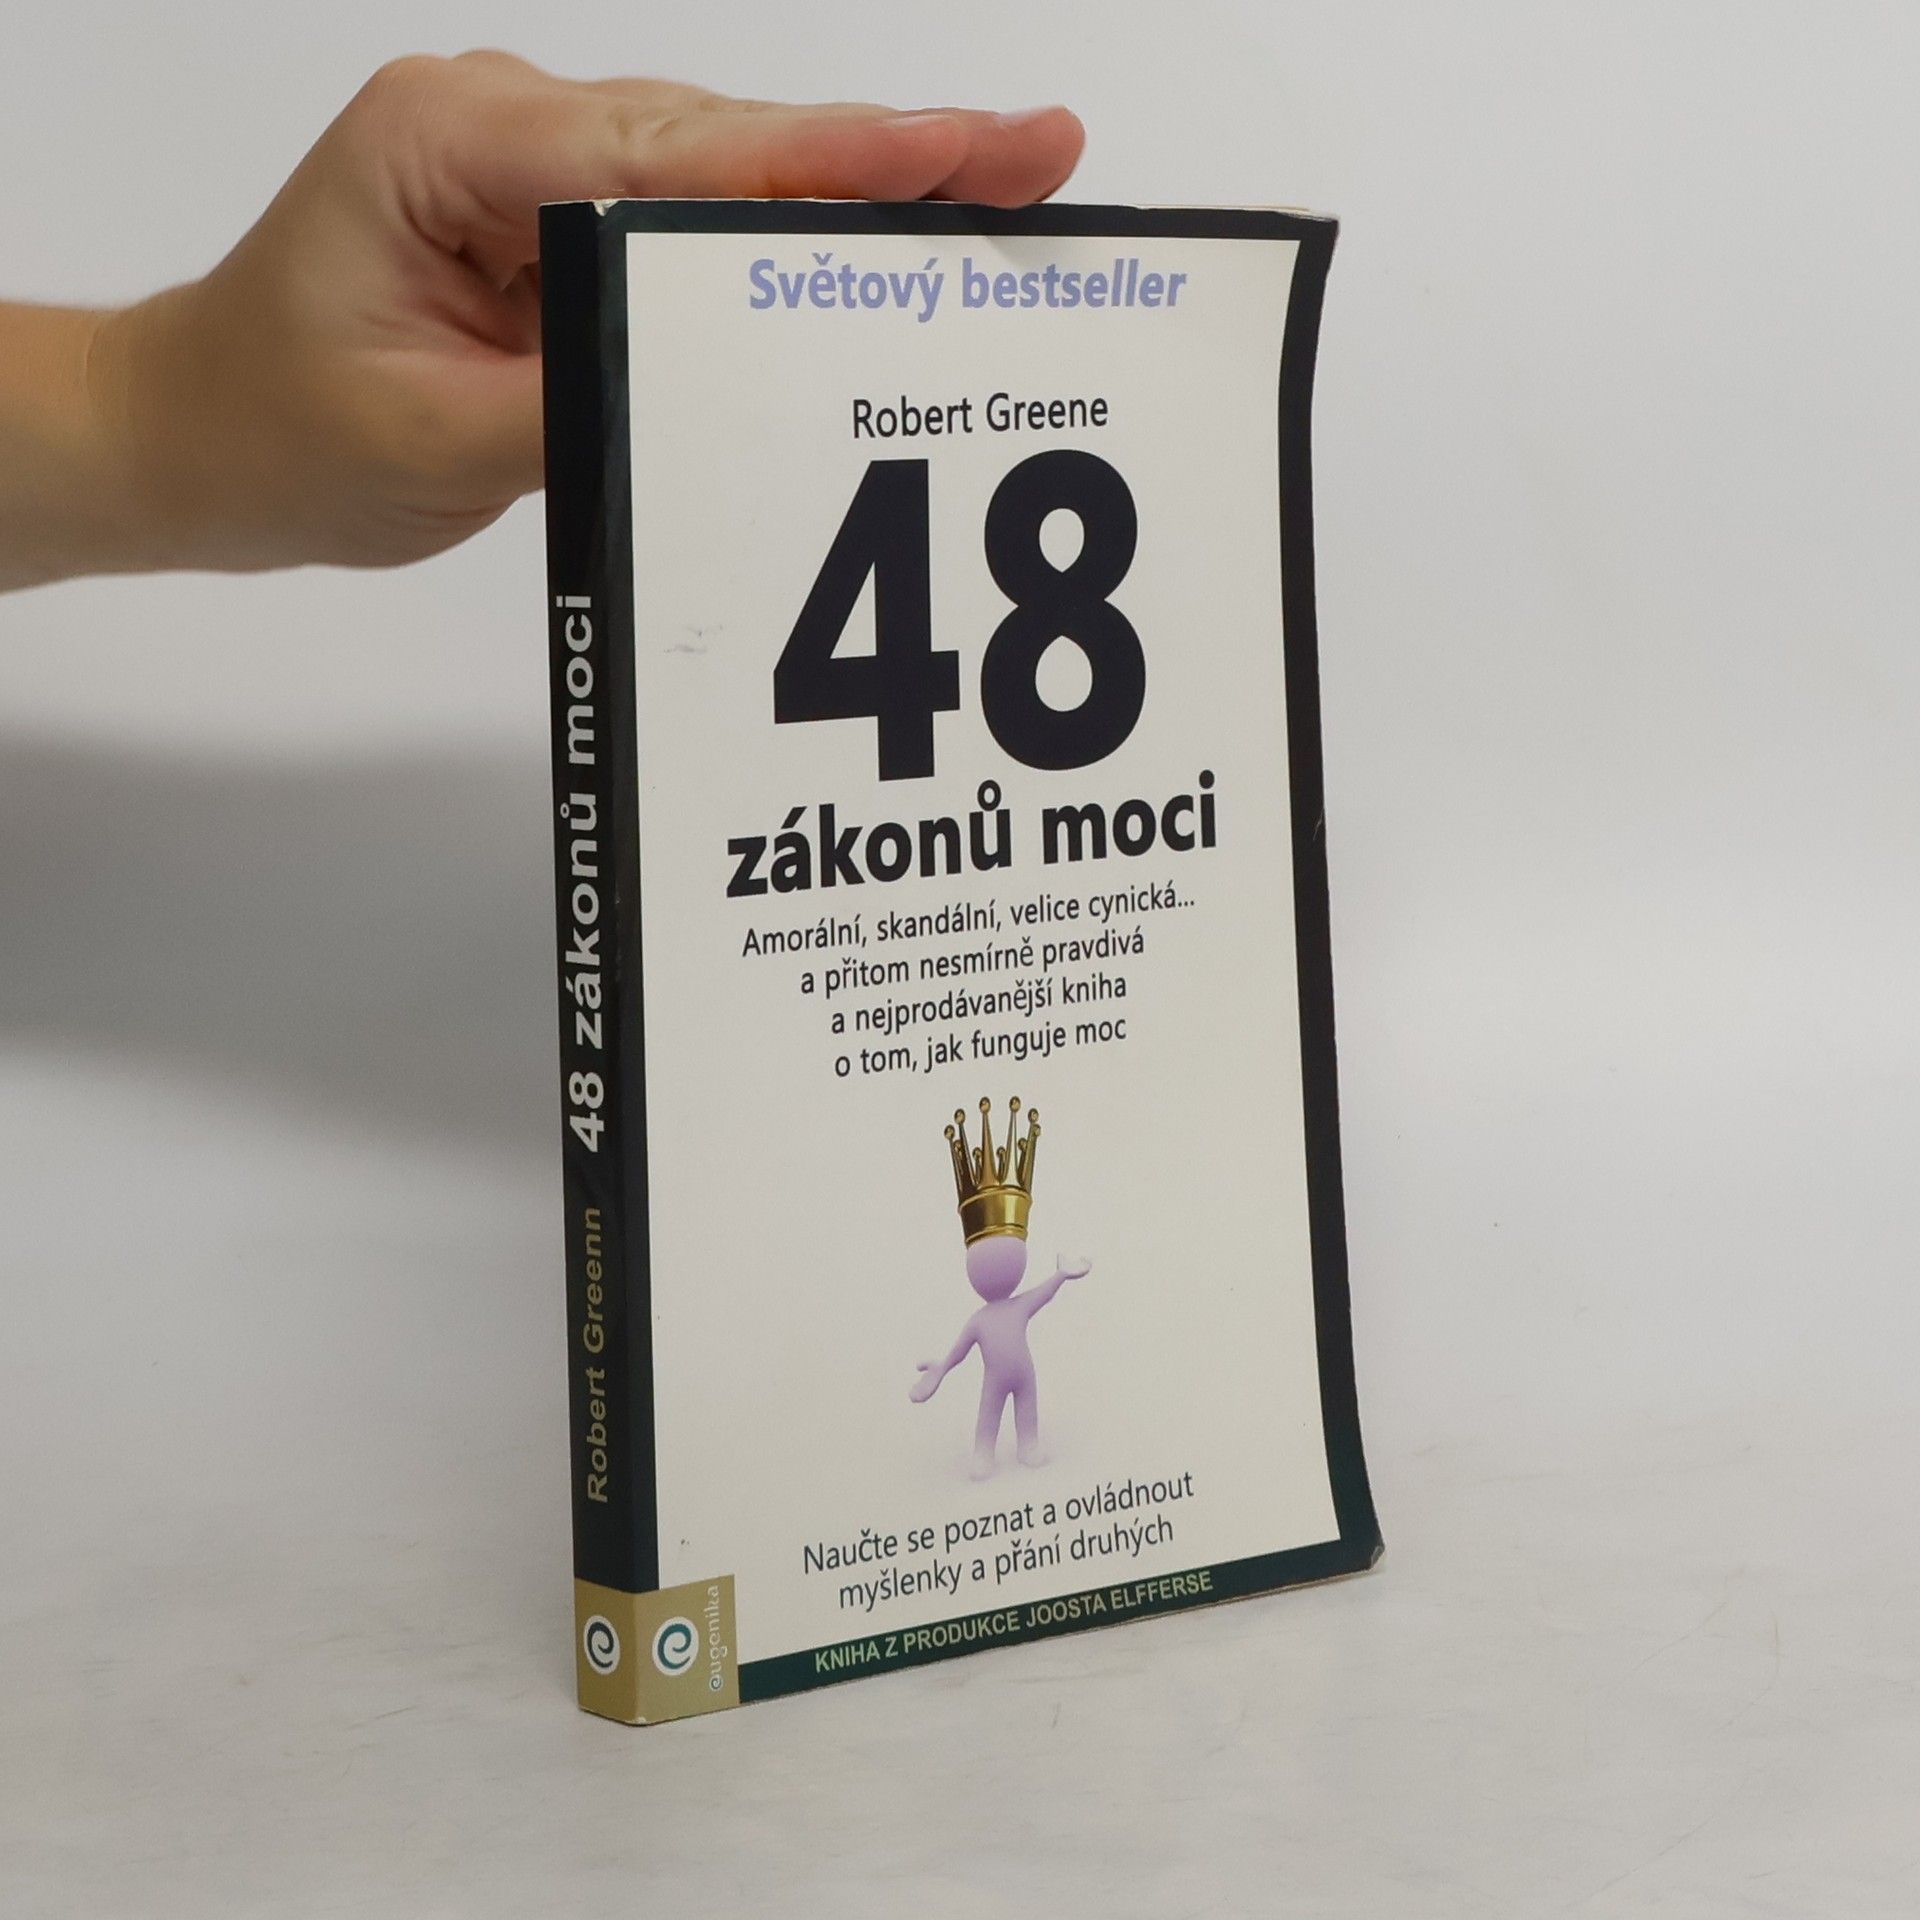 Světový bestseller
Robert Greene
48
zákonů moci
Amorální, skandální, velice cynická...
a přitom nesmírně pravdivá
a nejprodávanější kniha
o tom, jak funguje moc
Naučte se poznat a ovládnout
myšlenky a přání druhých
KNIHA Z PRODUKCE JOOSTA ELFFERSE
eugenika
Robert Greenn 48 zákonů moci